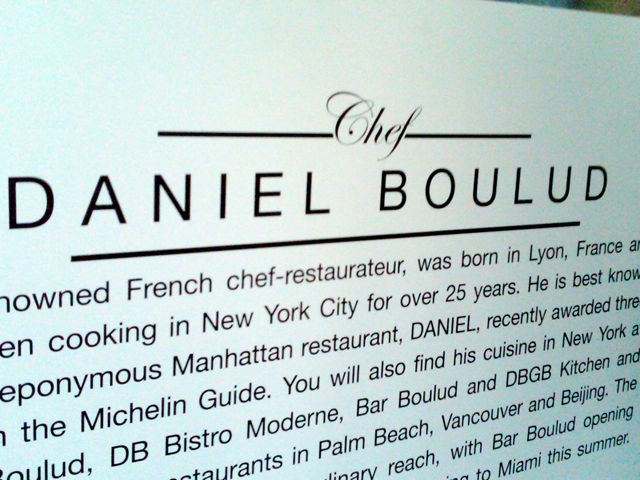 Chef
DANIEL BOULUD
nowned French chef-restaurateur, was born in Lyon, France an
en cooking in New York City for over 25 years. He is best know
eponymous Manhattan restaurant, DANIEL, recently awarded thre
n the Michelin Guide. You will also find his cuisine in New York a
Boulud, DB Bistro Moderne, Bar Boulud and DBGB Kitchen and
staurants in Palm Beach, Vancouver and Beijing. The
linary reach, with Bar Boulud opening
to Miami this summer.